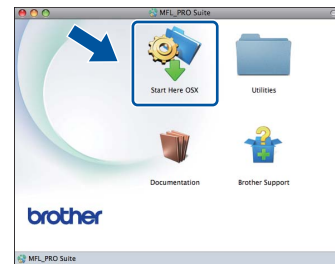 MFL_PRO Suite
Start Here OSX
Utilities
Documentation
Brother Support
brother
MFL_PRO Suite